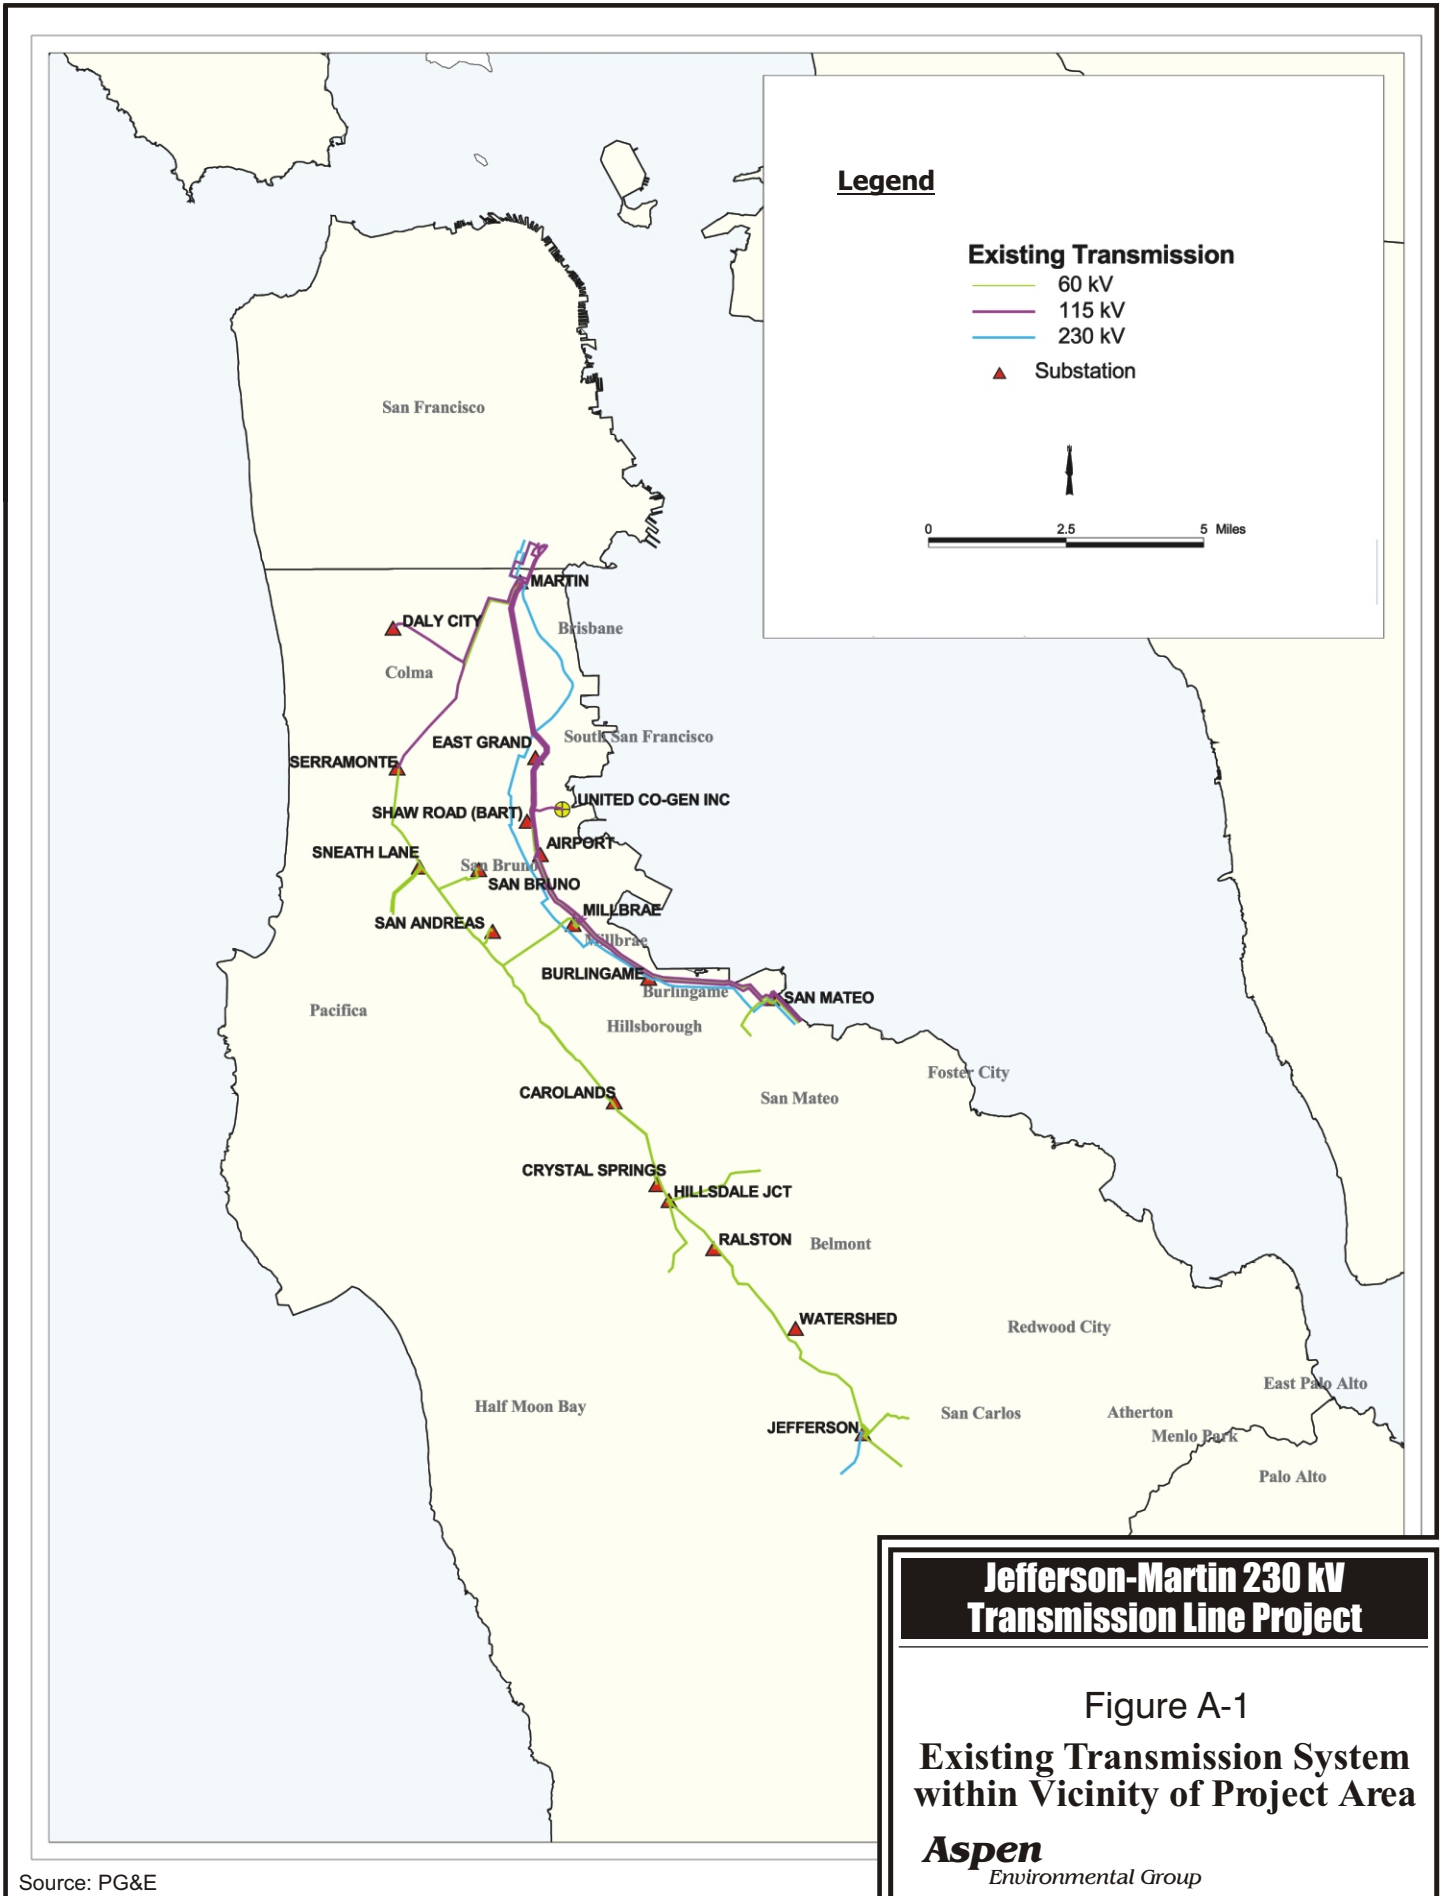 Legend
Existing Transmission
60 kV
115 kV
230 kV
Substation
N
0 2.5 5 Miles
San Francisco
MARTIN
DALY CITY
Brisbane
Colma
EAST GRAND
South San Francisco
SERRAMONTE
UNITED CO-GEN INC
SHAW ROAD (BART)
AIRPORT
SNEATH LANE
San Bruno
SAN BRUNO
MILLBRAE
SAN ANDREAS
Millbrae
BURLINGAME
Burlingame
SAN MATEO
Pacifica
Hillsborough
Foster City
CAROLANDS
San Mateo
CRYSTAL SPRINGS
HILLSDALE JCT
RALSTON
Belmont
WATERSHED
Redwood City
East Palo Alto
Half Moon Bay
San Carlos
Atherton
JEFFERSON
Menlo Park
Palo Alto
Jefferson-Martin 230 kV
Transmission Line Project
Figure A-1
Existing Transmission System
within Vicinity of Project Area
Aspen
Environmental Group
Source: PG&E